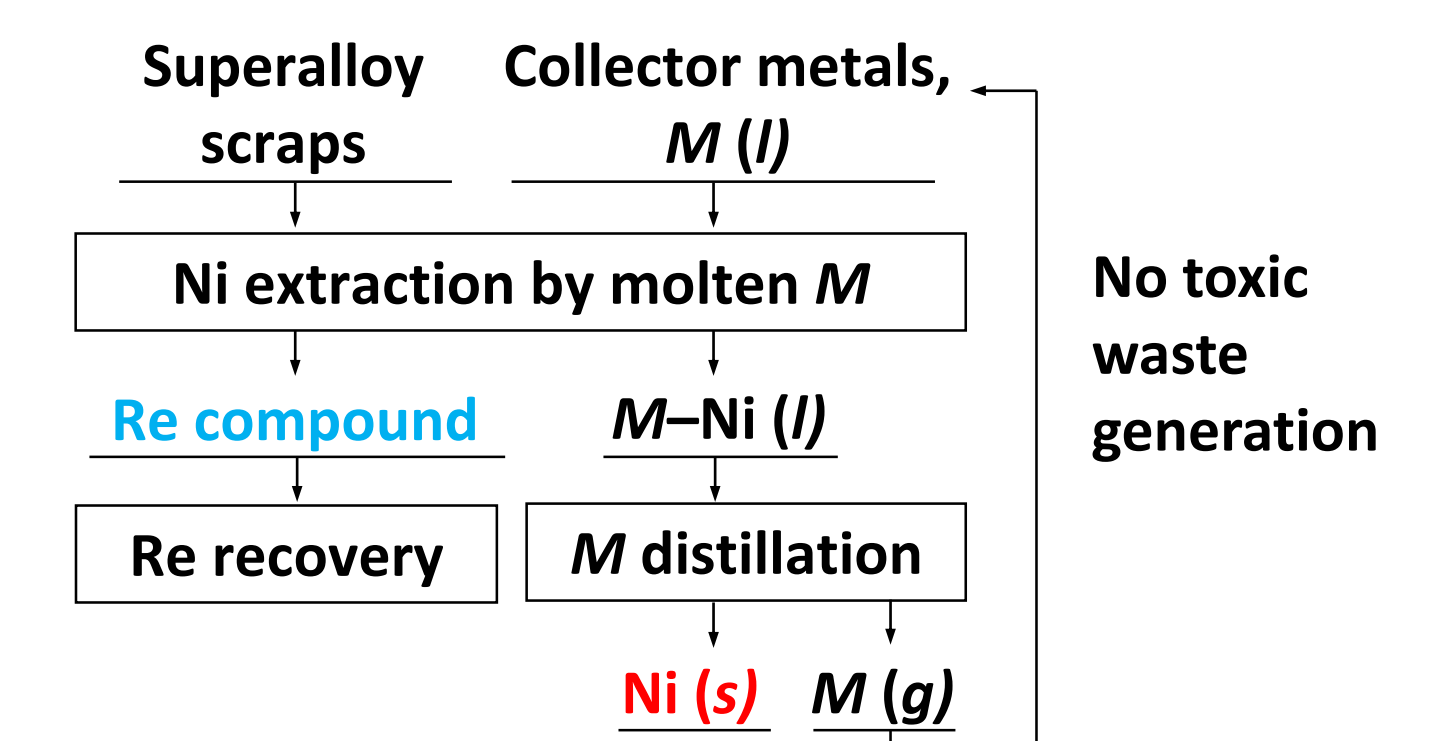 Superalloy
scraps
Collector metals,
M (l)
Ni extraction by molten M
No toxic
waste
generation
Re compound
M–Ni (l)
Re recovery
M distillation
Ni (s)
M (g)